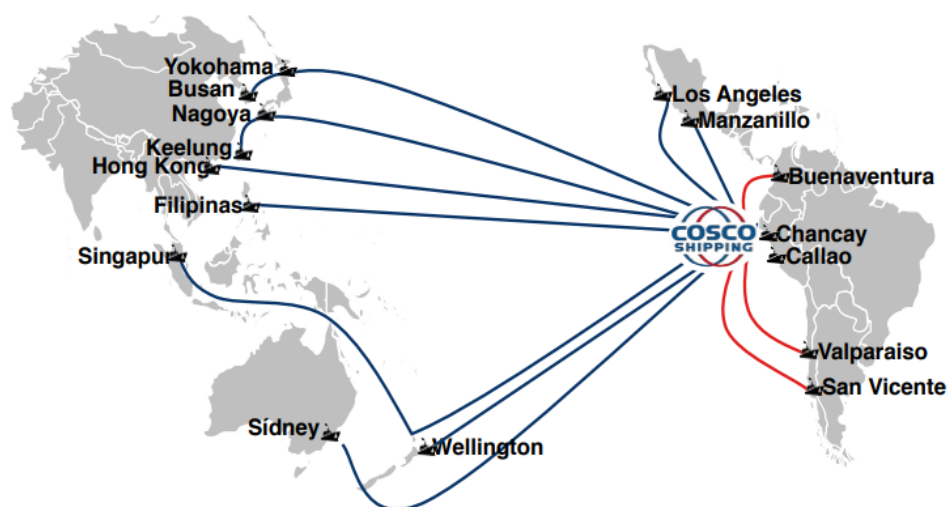 Yokohama
Busan
Nagoya
Keelung
Hong Kong
Filipinas
Singapur
Sídney
Wellington
Los Angeles
Manzanillo
Buenaventura
COSCO
SHIPPING
Chancay
Callao
Valparaiso
San Vicente